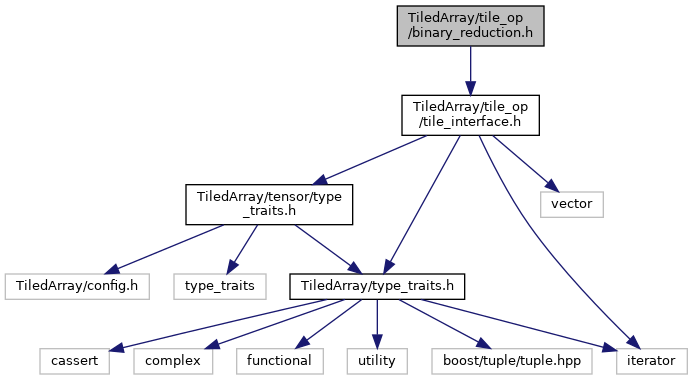 TiledArray/tile_op
/binary_reduction.h
TiledArray/tile_op
/tile_interface.h
TiledArray/tensor/type
_traits.h
vector
TiledArray/config.h
type_traits
TiledArray/type_traits.h
cassert
complex
functional
utility
boost/tuple/tuple.hpp
iterator